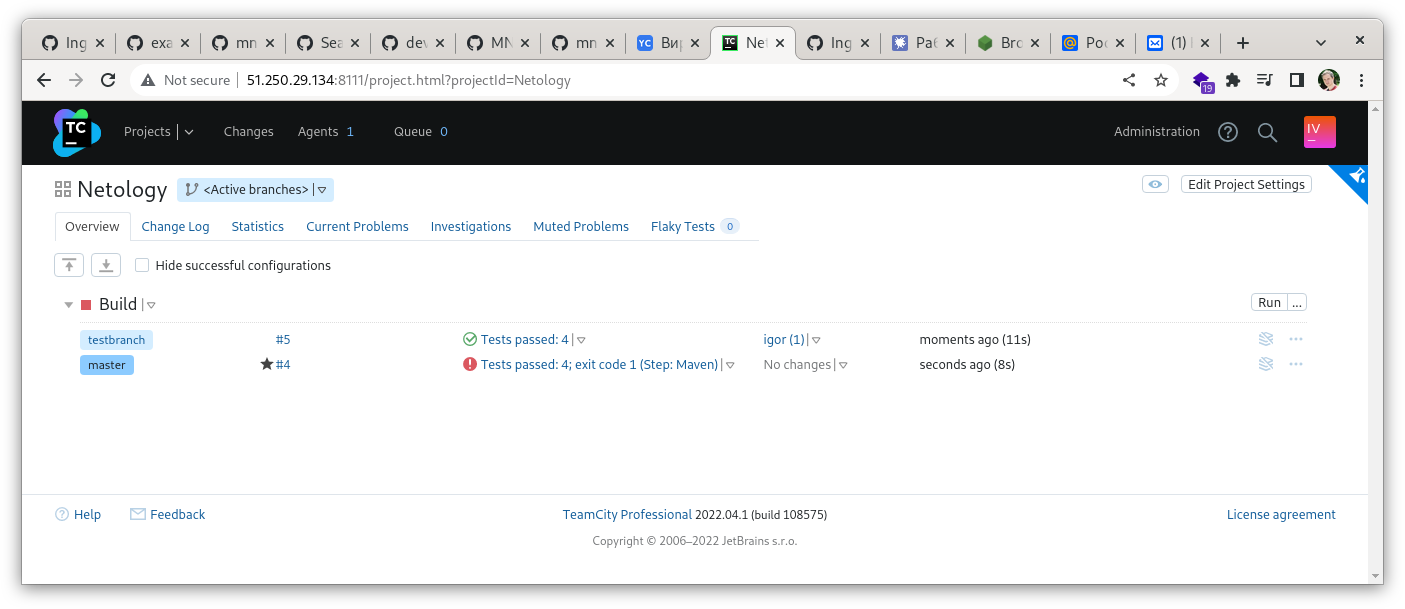 Ing exa mn Sea dev MN mn Вир Net Ing Раб Bro Рос (1)
Not secure 51.250.29.134:8111/project.html?projectId=Netology 19
TC Projects Changes Agents 1 Queue 0 Administration IV
Netology <Active branches> Edit Project Settings
Overview Change Log Statistics Current Problems Investigations Muted Problems Flaky Tests 0
Hide successful configurations
Build Run ...
testbranch #5 Tests passed: 4 igor (1) moments ago (11s)
master #4 Tests passed: 4; exit code 1 (Step: Maven) No changes seconds ago (8s)
Help Feedback TeamCity Professional 2022.04.1 (build 108575) License agreement
Copyright © 2006–2022 JetBrains s.r.o.